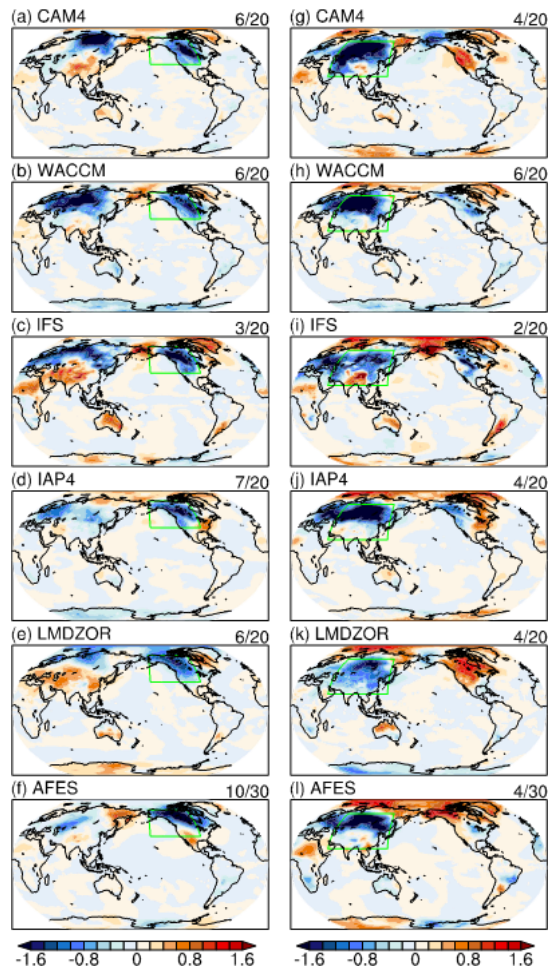 (a) CAM4 6/20
(g) CAM4 4/20
(b) WACCM 6/20
(h) WACCM 6/20
(c) IFS 3/20
(i) IFS 2/20
(d) IAP4 7/20
(j) IAP4 4/20
(e) LMDZOR 6/20
(k) LMDZOR 4/20
(f) AFES 10/30
(l) AFES 4/30
-1.6 -0.8 0 0.8 1.6
-1.6 -0.8 0 0.8 1.6